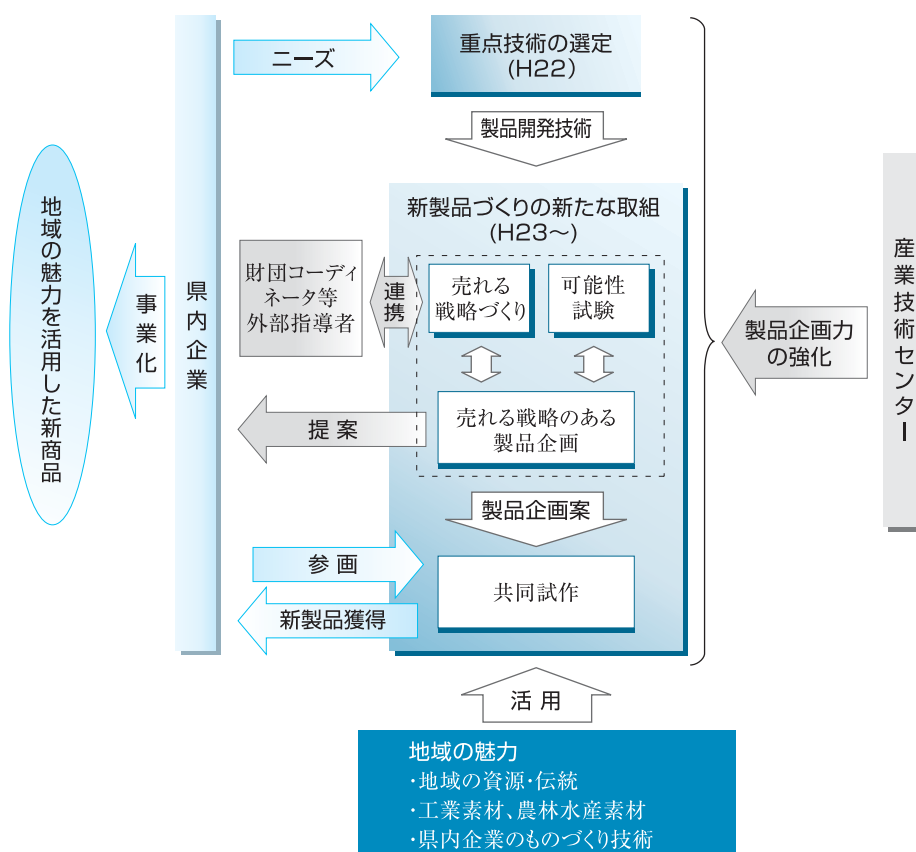 ニーズ
重点技術の選定
(H22)
製品開発技術
新製品づくりの新たな取組
(H23～)
財団コーディ
ネータ等
外部指導者
連携
売れる
戦略づくり
可能性
試験
売れる戦略のある
製品企画
提案
製品企画案
参画
共同試作
新製品獲得
県内企業
事業化
地域の魅力を活用した新商品
製品企画力
の強化
産業技術センター
活用
地域の魅力
・地域の資源・伝統
・工業素材、農林水産素材
・県内企業のものづくり技術